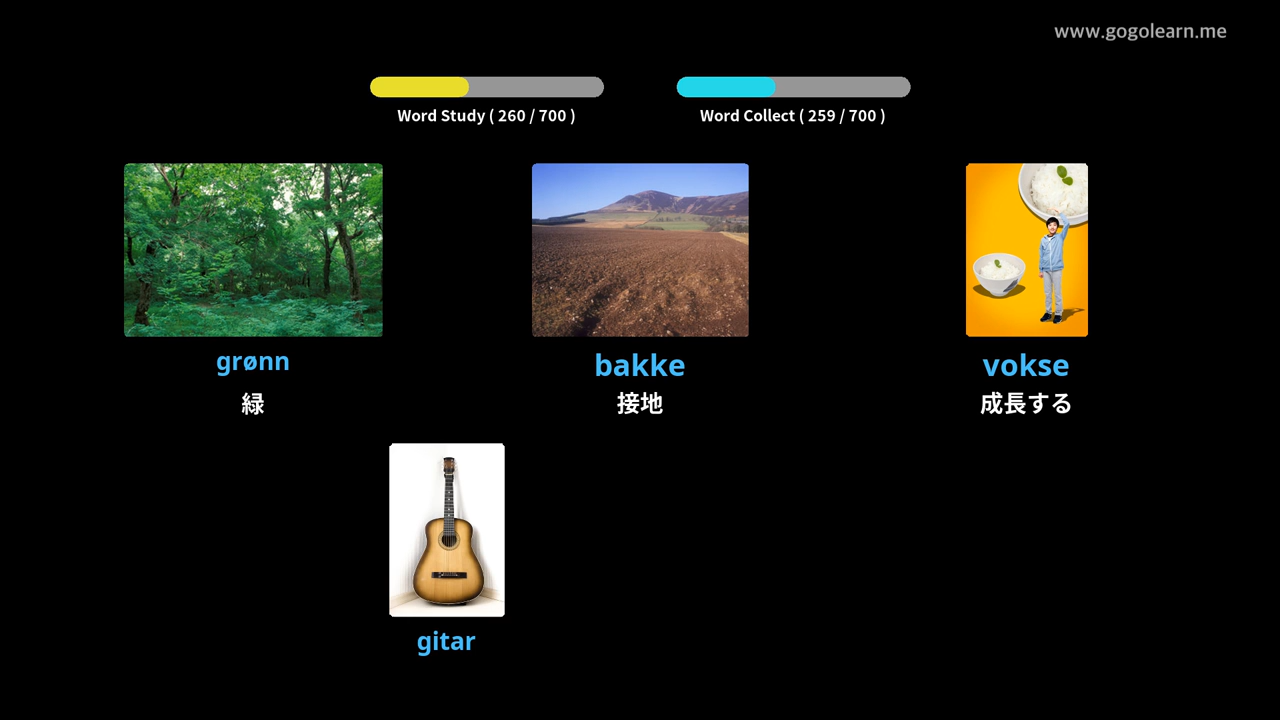 www.gogolearn.me
Word Study ( 260 / 700 )
Word Collect ( 259 / 700 )
grønn
bakke
vokse
緑
接地
成長する
gitar